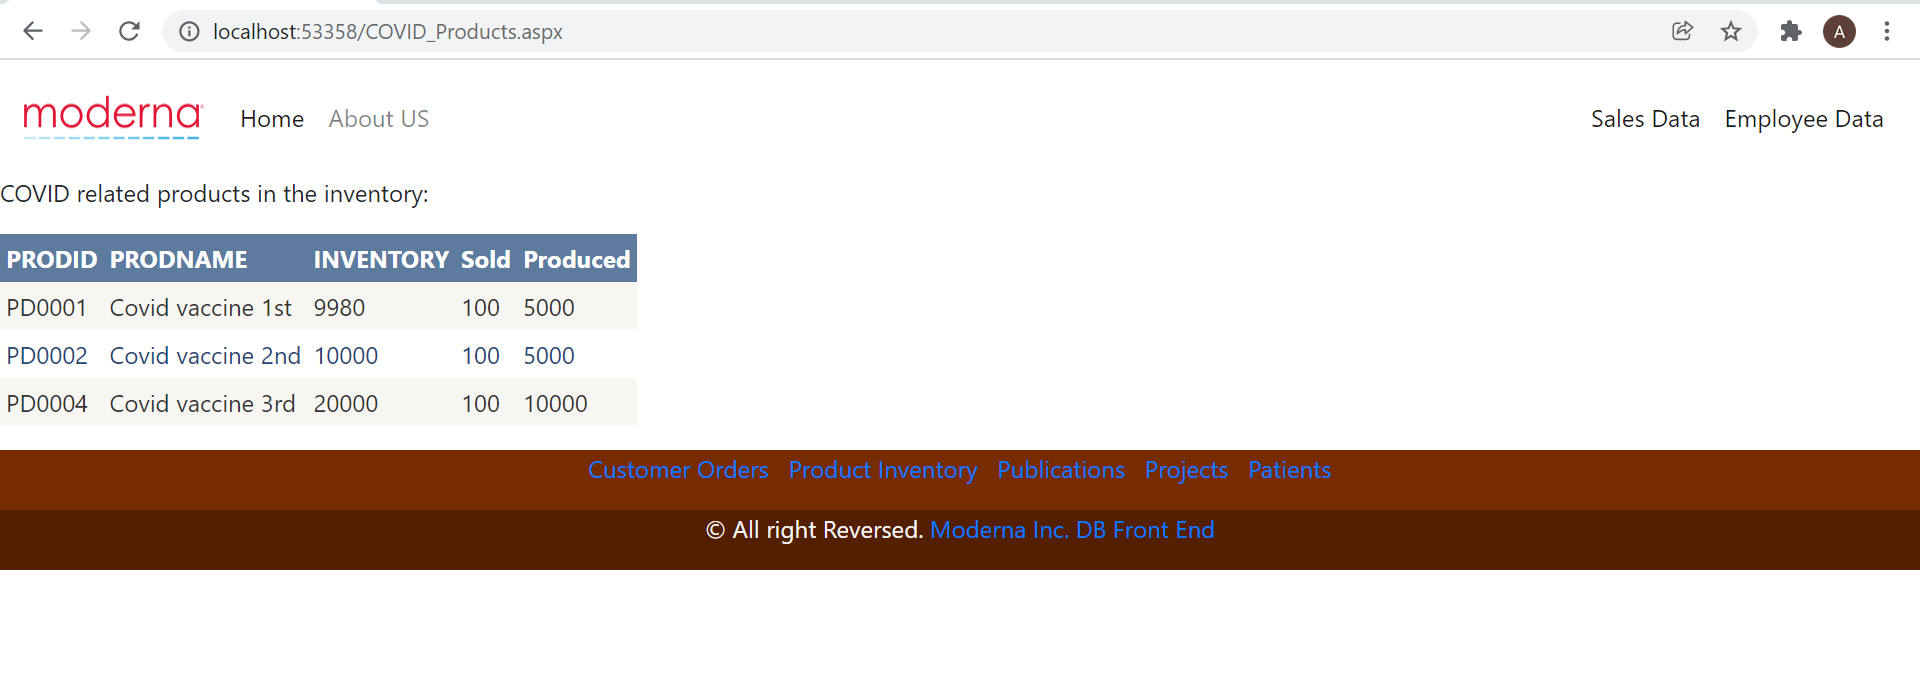 localhost:53358/COVID_Products.aspx
A
moderna Home About US Sales Data Employee Data
COVID related products in the inventory:
PRODID PRODNAME INVENTORY Sold Produced
PD0001 Covid vaccine 1st 9980 100 5000
PD0002 Covid vaccine 2nd 10000 100 5000
PD0004 Covid vaccine 3rd 20000 100 10000
Customer Orders Product Inventory Publications Projects Patients
© All right Reversed. Moderna Inc. DB Front End